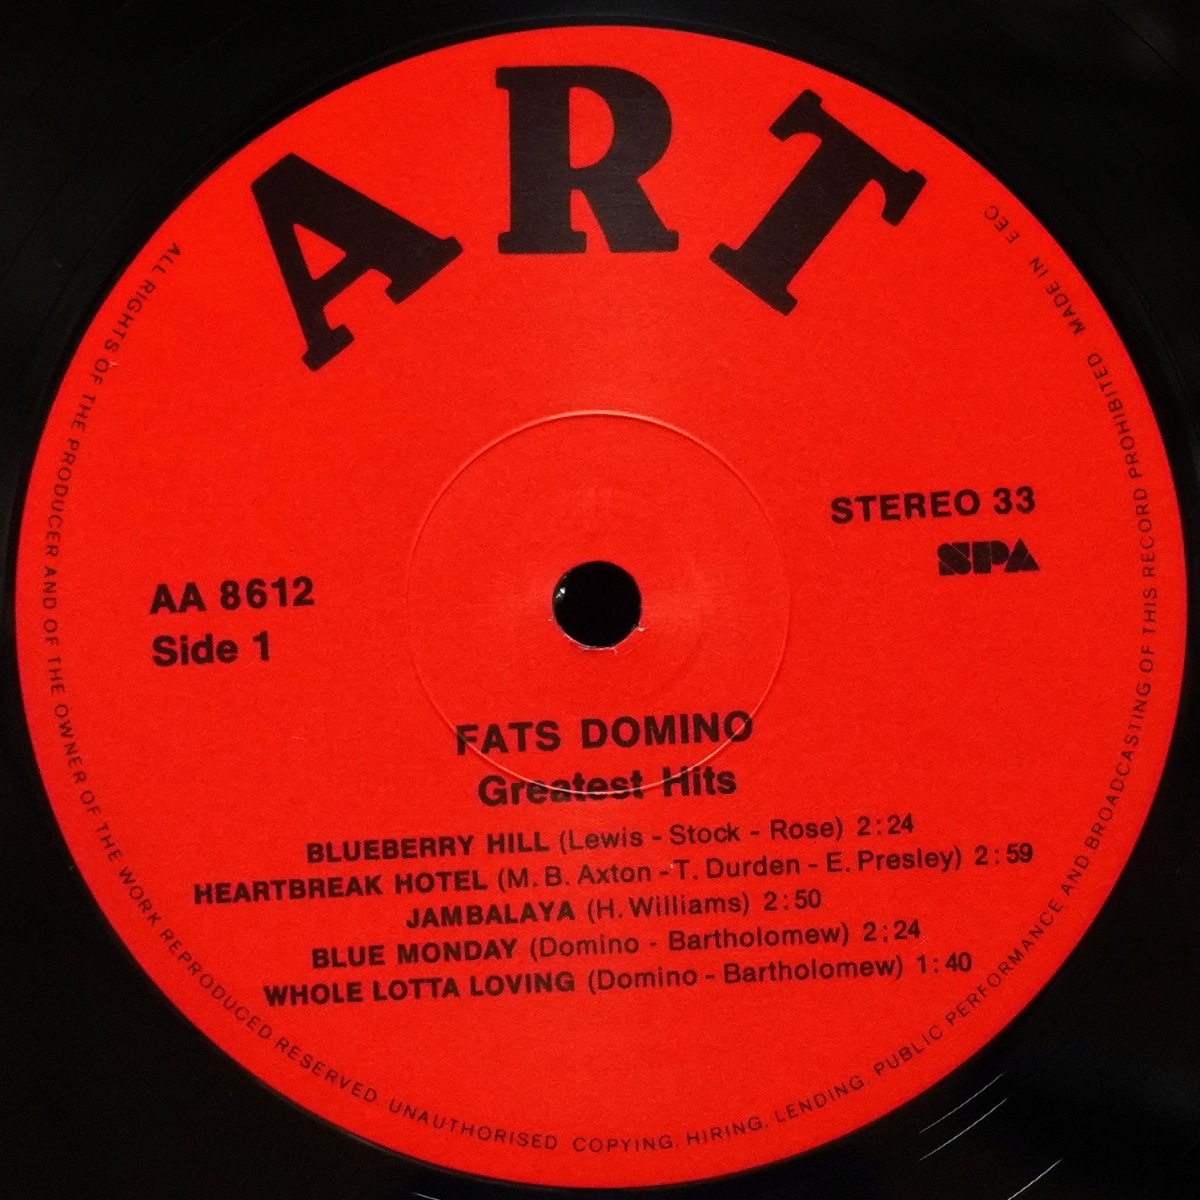 ART
STEREO 33
SPA
AA 8612
Side 1
FATS DOMINO
Greatest Hits
BLUEBERRY HILL (Lewis - Stock - Rose) 2:24
HEARTBREAK HOTEL (M. B. Axton - T. Durden - E. Presley) 2:59
JAMBALAYA (H. Williams) 2:50
BLUE MONDAY (Domino - Bartholomew) 2:24
WHOLE LOTTA LOVING (Domino - Bartholomew) 1:40
ALL RIGHTS OF THE PRODUCER AND OF THE OWNER OF THE WORK REPRODUCED RESERVED. UNAUTHORISED COPYING, HIRING, LENDING, PUBLIC PERFORMANCE AND BROADCASTING OF THIS RECORD PROHIBITED MADE IN EEC